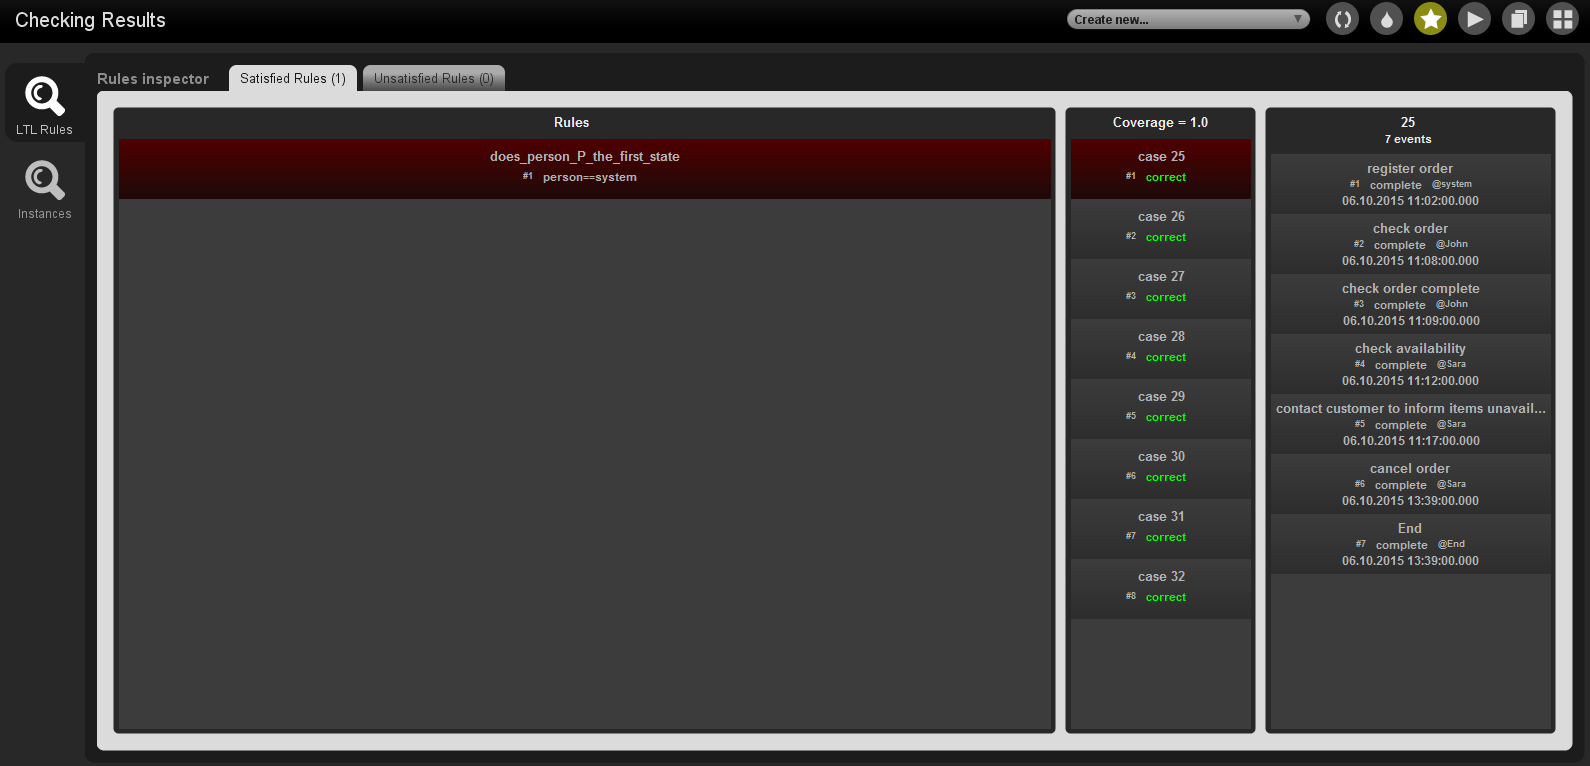 Checking Results
Create new...
LTL Rules
Instances
Rules inspector
Satisfied Rules (1)
Unsatisfied Rules (0)
Rules
does_person_P_the_first_state
#1 person==system
Coverage = 1.0
case 25
#1 correct
case 26
#2 correct
case 27
#3 correct
case 28
#4 correct
case 29
#5 correct
case 30
#6 correct
case 31
#7 correct
case 32
#8 correct
25
7 events
register order
#1 complete @system
06.10.2015 11:02:00.000
check order
#2 complete @John
06.10.2015 11:08:00.000
check order complete
#3 complete @John
06.10.2015 11:09:00.000
check availability
#4 complete @Sara
06.10.2015 11:12:00.000
contact customer to inform items unavail...
#5 complete @Sara
06.10.2015 11:17:00.000
cancel order
#6 complete @Sara
06.10.2015 13:39:00.000
End
#7 complete @End
06.10.2015 13:39:00.000